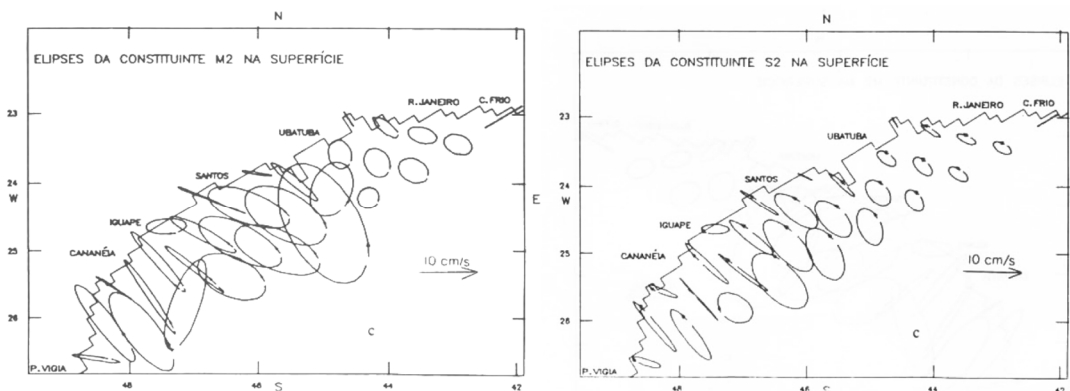 N
ELIPSES DA CONSTITUINTE M2 NA SUPERFÍCIE
R. JANEIRO
C. FRIO
23
UBATUBA
SANTOS
24
W
E
IGUAPE
25
CANANÉIA
10 cm/s
26
C
P. VIGIA
48
46
44
42
S
N
ELIPSES DA CONSTITUINTE S2 NA SUPERFÍCIE
R. JANEIRO
C. FRIO
23
UBATUBA
SANTOS
24
W
IGUAPE
25
CANANÉIA
10 cm/s
26
C
P. VIGIA
48
46
44
42
S